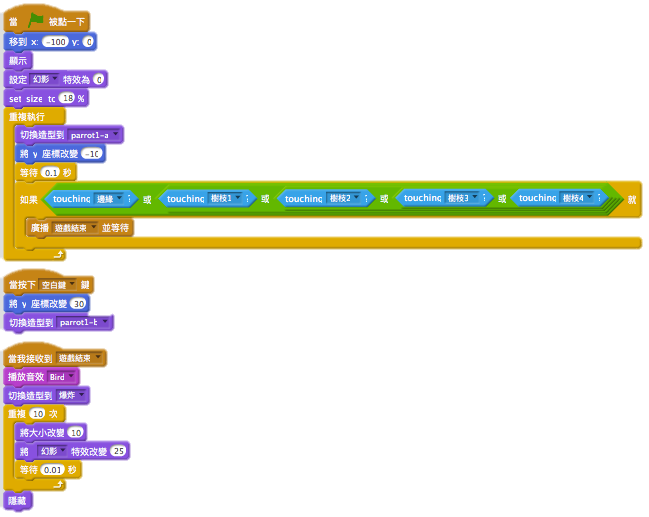 當 被點一下
移到 x: -100 y: 0
顯示
設定 幻影 特效為 0
set size to 18 %
重複執行
切換造型到 parrot1-a
將 y 座標改變 -10
等待 0.1 秒
如果 touching 邊緣 ? 或 touching 樹枝1 ? 或 touching 樹枝2 ? 或 touching 樹枝3 ? 或 touching 樹枝4 ? 就
廣播 遊戲結束 並等待
當按下 空白鍵 鍵
將 y 座標改變 30
切換造型到 parrot1-b
當我接收到 遊戲結束
播放音效 Bird
切換造型到 爆炸
重複 10 次
將大小改變 10
將 幻影 特效改變 25
等待 0.01 秒
隱藏